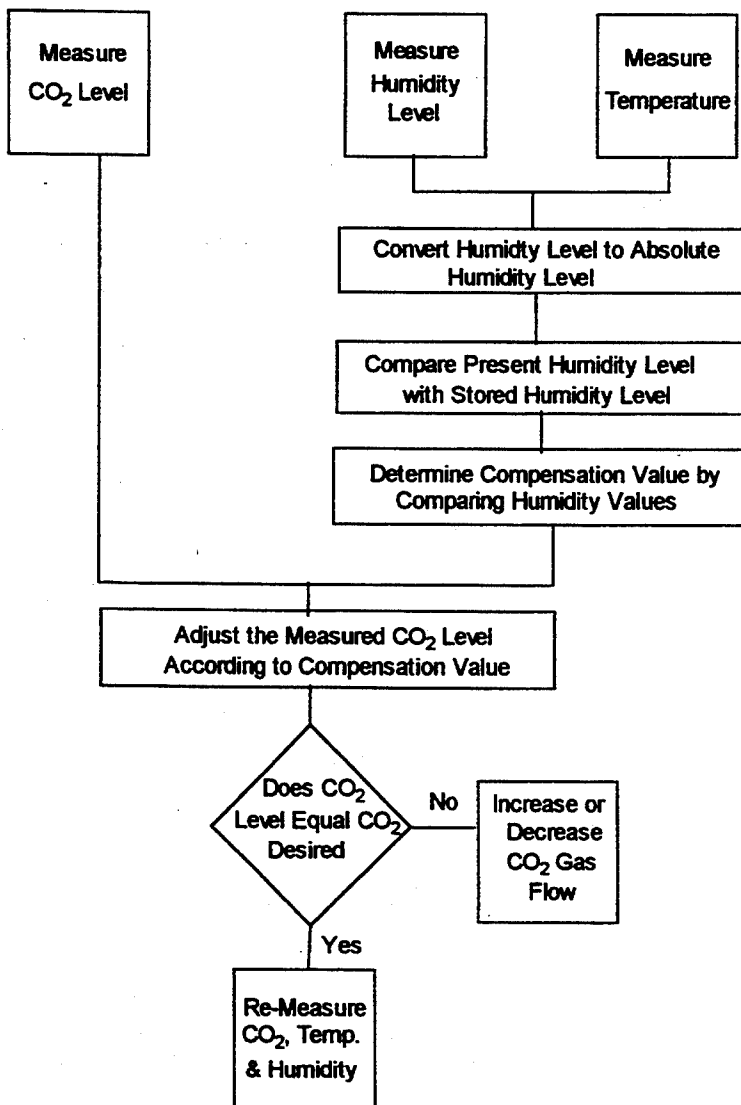 Measure
CO₂ Level
Measure
Humidity
Level
Measure
Temperature
Convert Humidty Level to Absolute
Humidity Level
Compare Present Humidity Level
with Stored Humidity Level
Determine Compensation Value by
Comparing Humidity Values
Adjust the Measured CO₂ Level
According to Compensation Value
Does CO₂
Level Equal CO₂
Desired
No
Increase or
Decrease
CO₂ Gas
Flow
Yes
Re-Measure
CO₂, Temp.
& Humidity